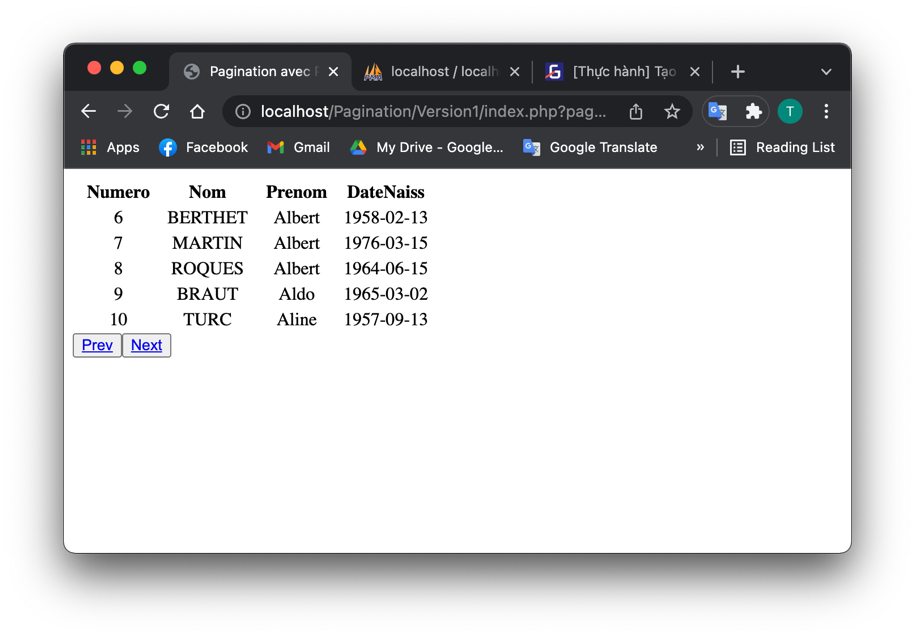 Pagination avec
localhost / localh
[Thực hành] Tạo
localhost/Pagination/Version1/index.php?pag...
T
Apps
Facebook
Gmail
My Drive - Google...
Google Translate
»
Reading List
Numero Nom Prenom DateNaiss
6 BERTHET Albert 1958-02-13
7 MARTIN Albert 1976-03-15
8 ROQUES Albert 1964-06-15
9 BRAUT Aldo 1965-03-02
10 TURC Aline 1957-09-13
Prev Next